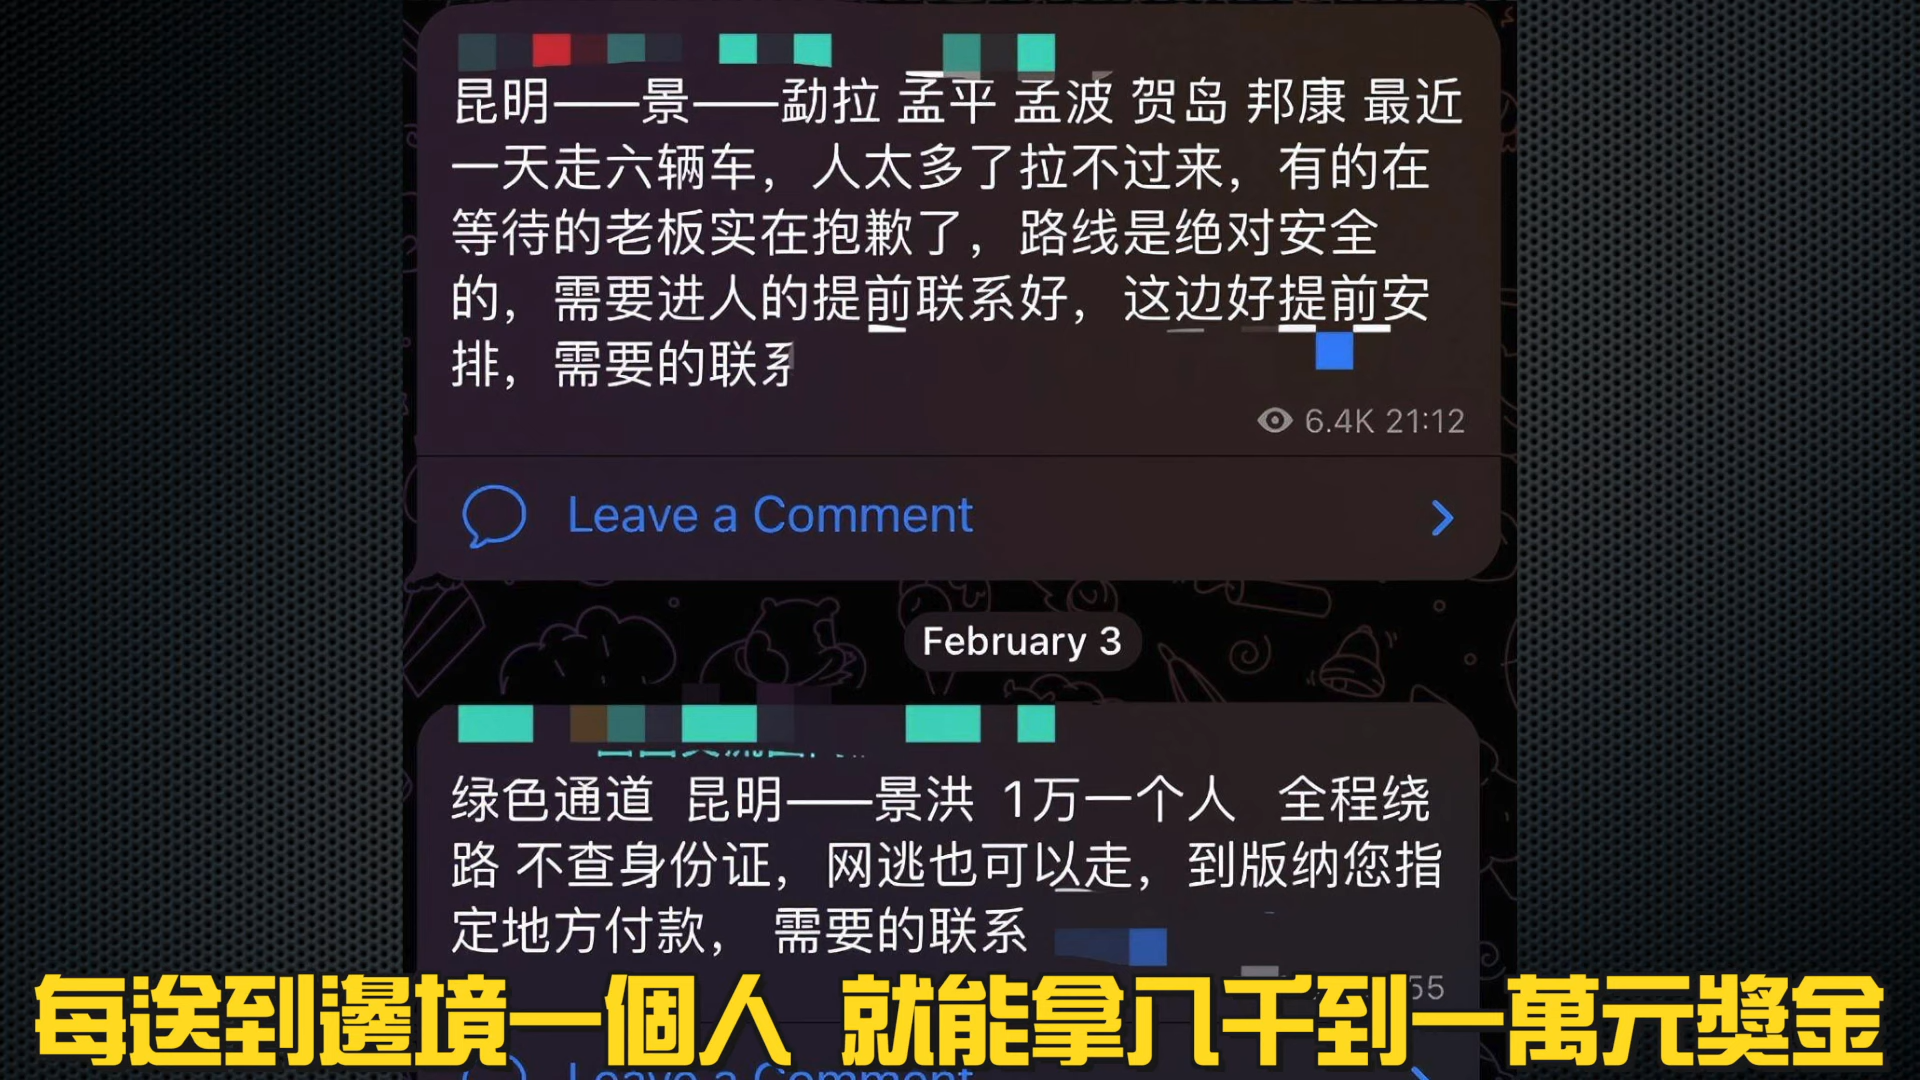 昆明——景——勐拉 孟平 孟波 贺岛 邦康 最近
一天走六辆车，人太多了拉不过来，有的在
等待的老板实在抱歉了，路线是绝对安全
的，需要进人的提前联系好，这边好提前安
排，需要的联系
6.4K 21:12
Leave a Comment
February 3
绿色通道 昆明——景洪 1万一个人 全程绕
路 不查身份证，网逃也可以走，到版纳您指
定地方付款， 需要的联系
55
每送到邊境一個人 就能拿八千到一萬元獎金
Leave a Comment